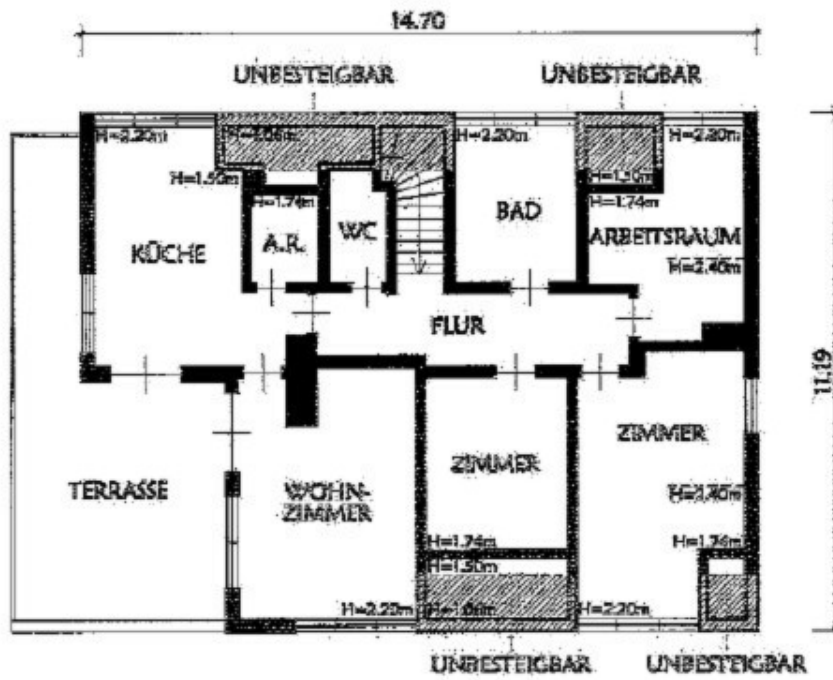 14.70
UNBESTEIGBAR
UNBESTEIGBAR
H=2.20m
H=2.20m
H=2.20m
H=1.50m
H=1.50m
H=1.74m
H=1.74m
BAD
WC
A.R.
KÜCHE
ARBEITSRAUM
H=2.40m
FLUR
11.19
ZIMMER
ZIMMER
TERRASSE
WOHN-
ZIMMER
H=2.40m
H=1.74m
H=1.74m
H=1.50m
H=2.20m
H=2.20m
UNBESTEIGBAR
UNBESTEIGBAR